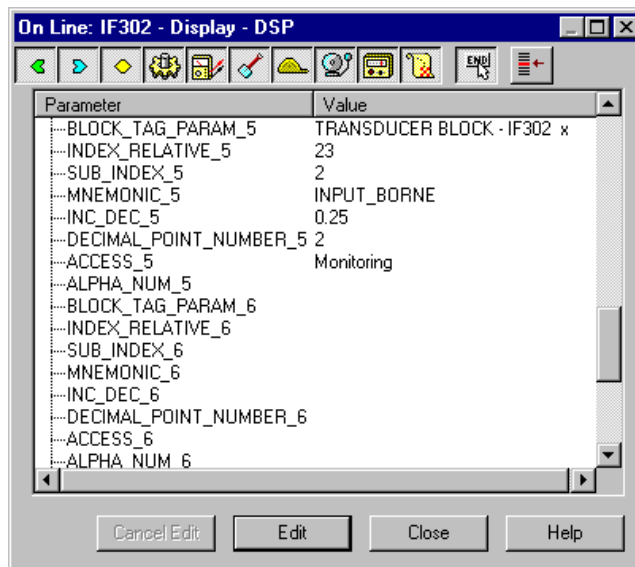 On Line: IF302 - Display - DSP
END
Parameter Value
BLOCK_TAG_PARAM_5 TRANSDUCER BLOCK - IF302 x
INDEX_RELATIVE_5 23
SUB_INDEX_5 2
MNEMONIC_5 INPUT_BORNE
INC_DEC_5 0.25
DECIMAL_POINT_NUMBER_5 2
ACCESS_5 Monitoring
ALPHA_NUM_5
BLOCK_TAG_PARAM_6
INDEX_RELATIVE_6
SUB_INDEX_6
MNEMONIC_6
INC_DEC_6
DECIMAL_POINT_NUMBER_6
ACCESS_6
ALPHA_NUM_6
Cancel Edit Edit Close Help